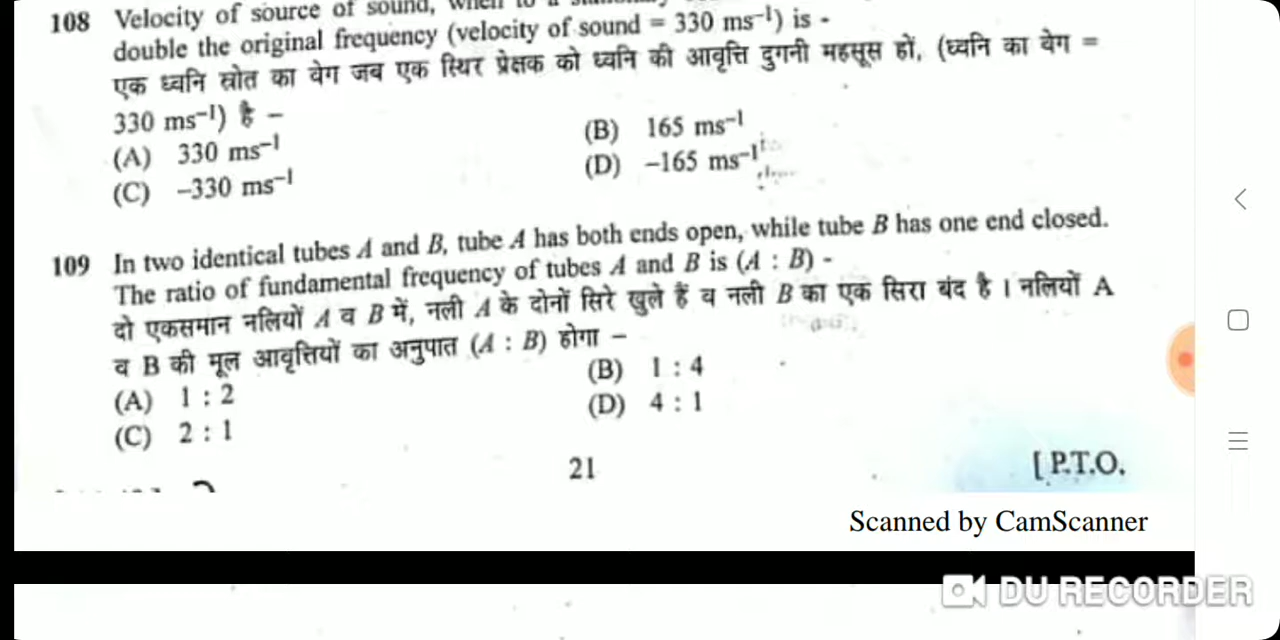 108 Velocity of source of sound, when to a
double the original frequency (velocity of sound = 330 ms⁻¹) is -
एक ध्वनि स्रोत का वेग जब एक स्थिर प्रेक्षक को ध्वनि की आवृत्ति दुगनी महसूस हों, (ध्वनि का वेग =
330 ms⁻¹) है –
(A) 330 ms⁻¹
(B) 165 ms⁻¹
(C) –330 ms⁻¹
(D) –165 ms⁻¹
109 In two identical tubes A and B, tube A has both ends open, while tube B has one end closed.
The ratio of fundamental frequency of tubes A and B is (A : B) -
दो एकसमान नलियों A व B में, नली A के दोनों सिरे खुले हैं व नली B का एक सिरा बंद है । नलियों A
व B की मूल आवृत्तियों का अनुपात (A : B) होगा –
(A) 1 : 2
(B) 1 : 4
(C) 2 : 1
(D) 4 : 1
21
[ P.T.O.
Scanned by CamScanner
DU RECORDER